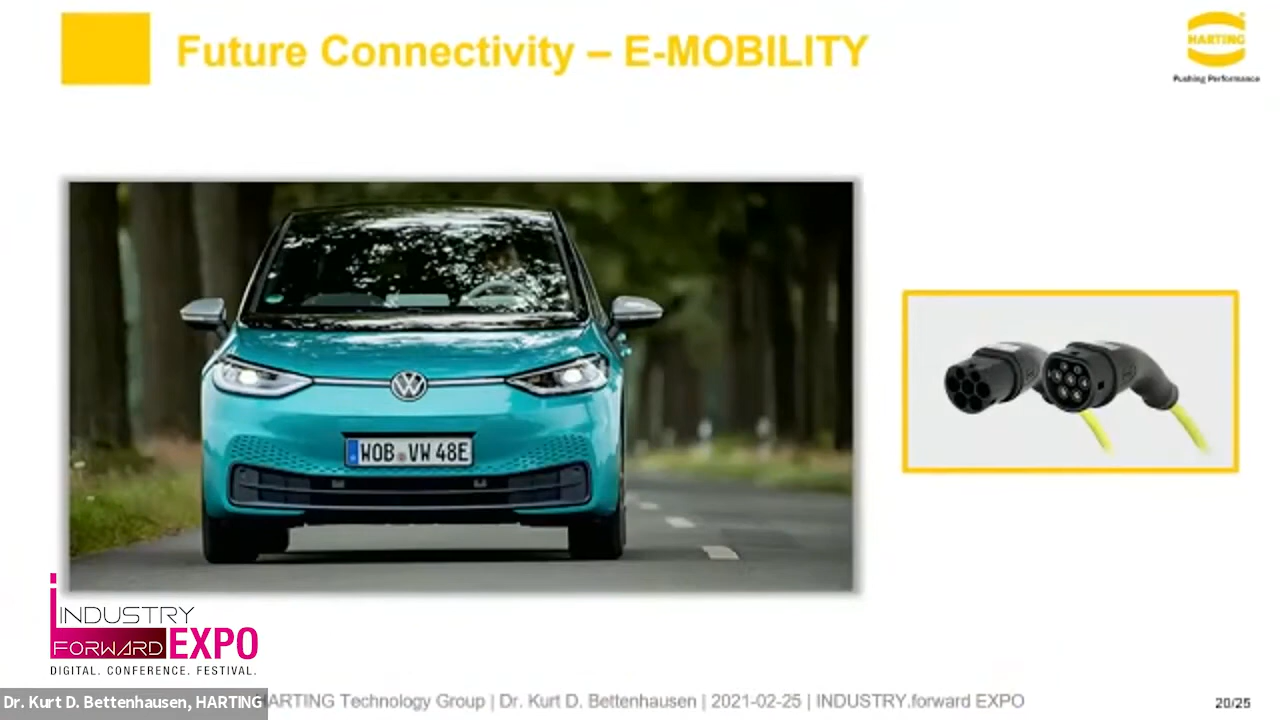 Future Connectivity – E-MOBILITY
HARTING
Pushing Performance
WOB VW 48E
INDUSTRY
FORWARD EXPO
DIGITAL. CONFERENCE. FESTIVAL.
Dr. Kurt D. Bettenhausen, HARTING
HARTING Technology Group | Dr. Kurt D. Bettenhausen | 2021-02-25 | INDUSTRY.forward EXPO
20/25